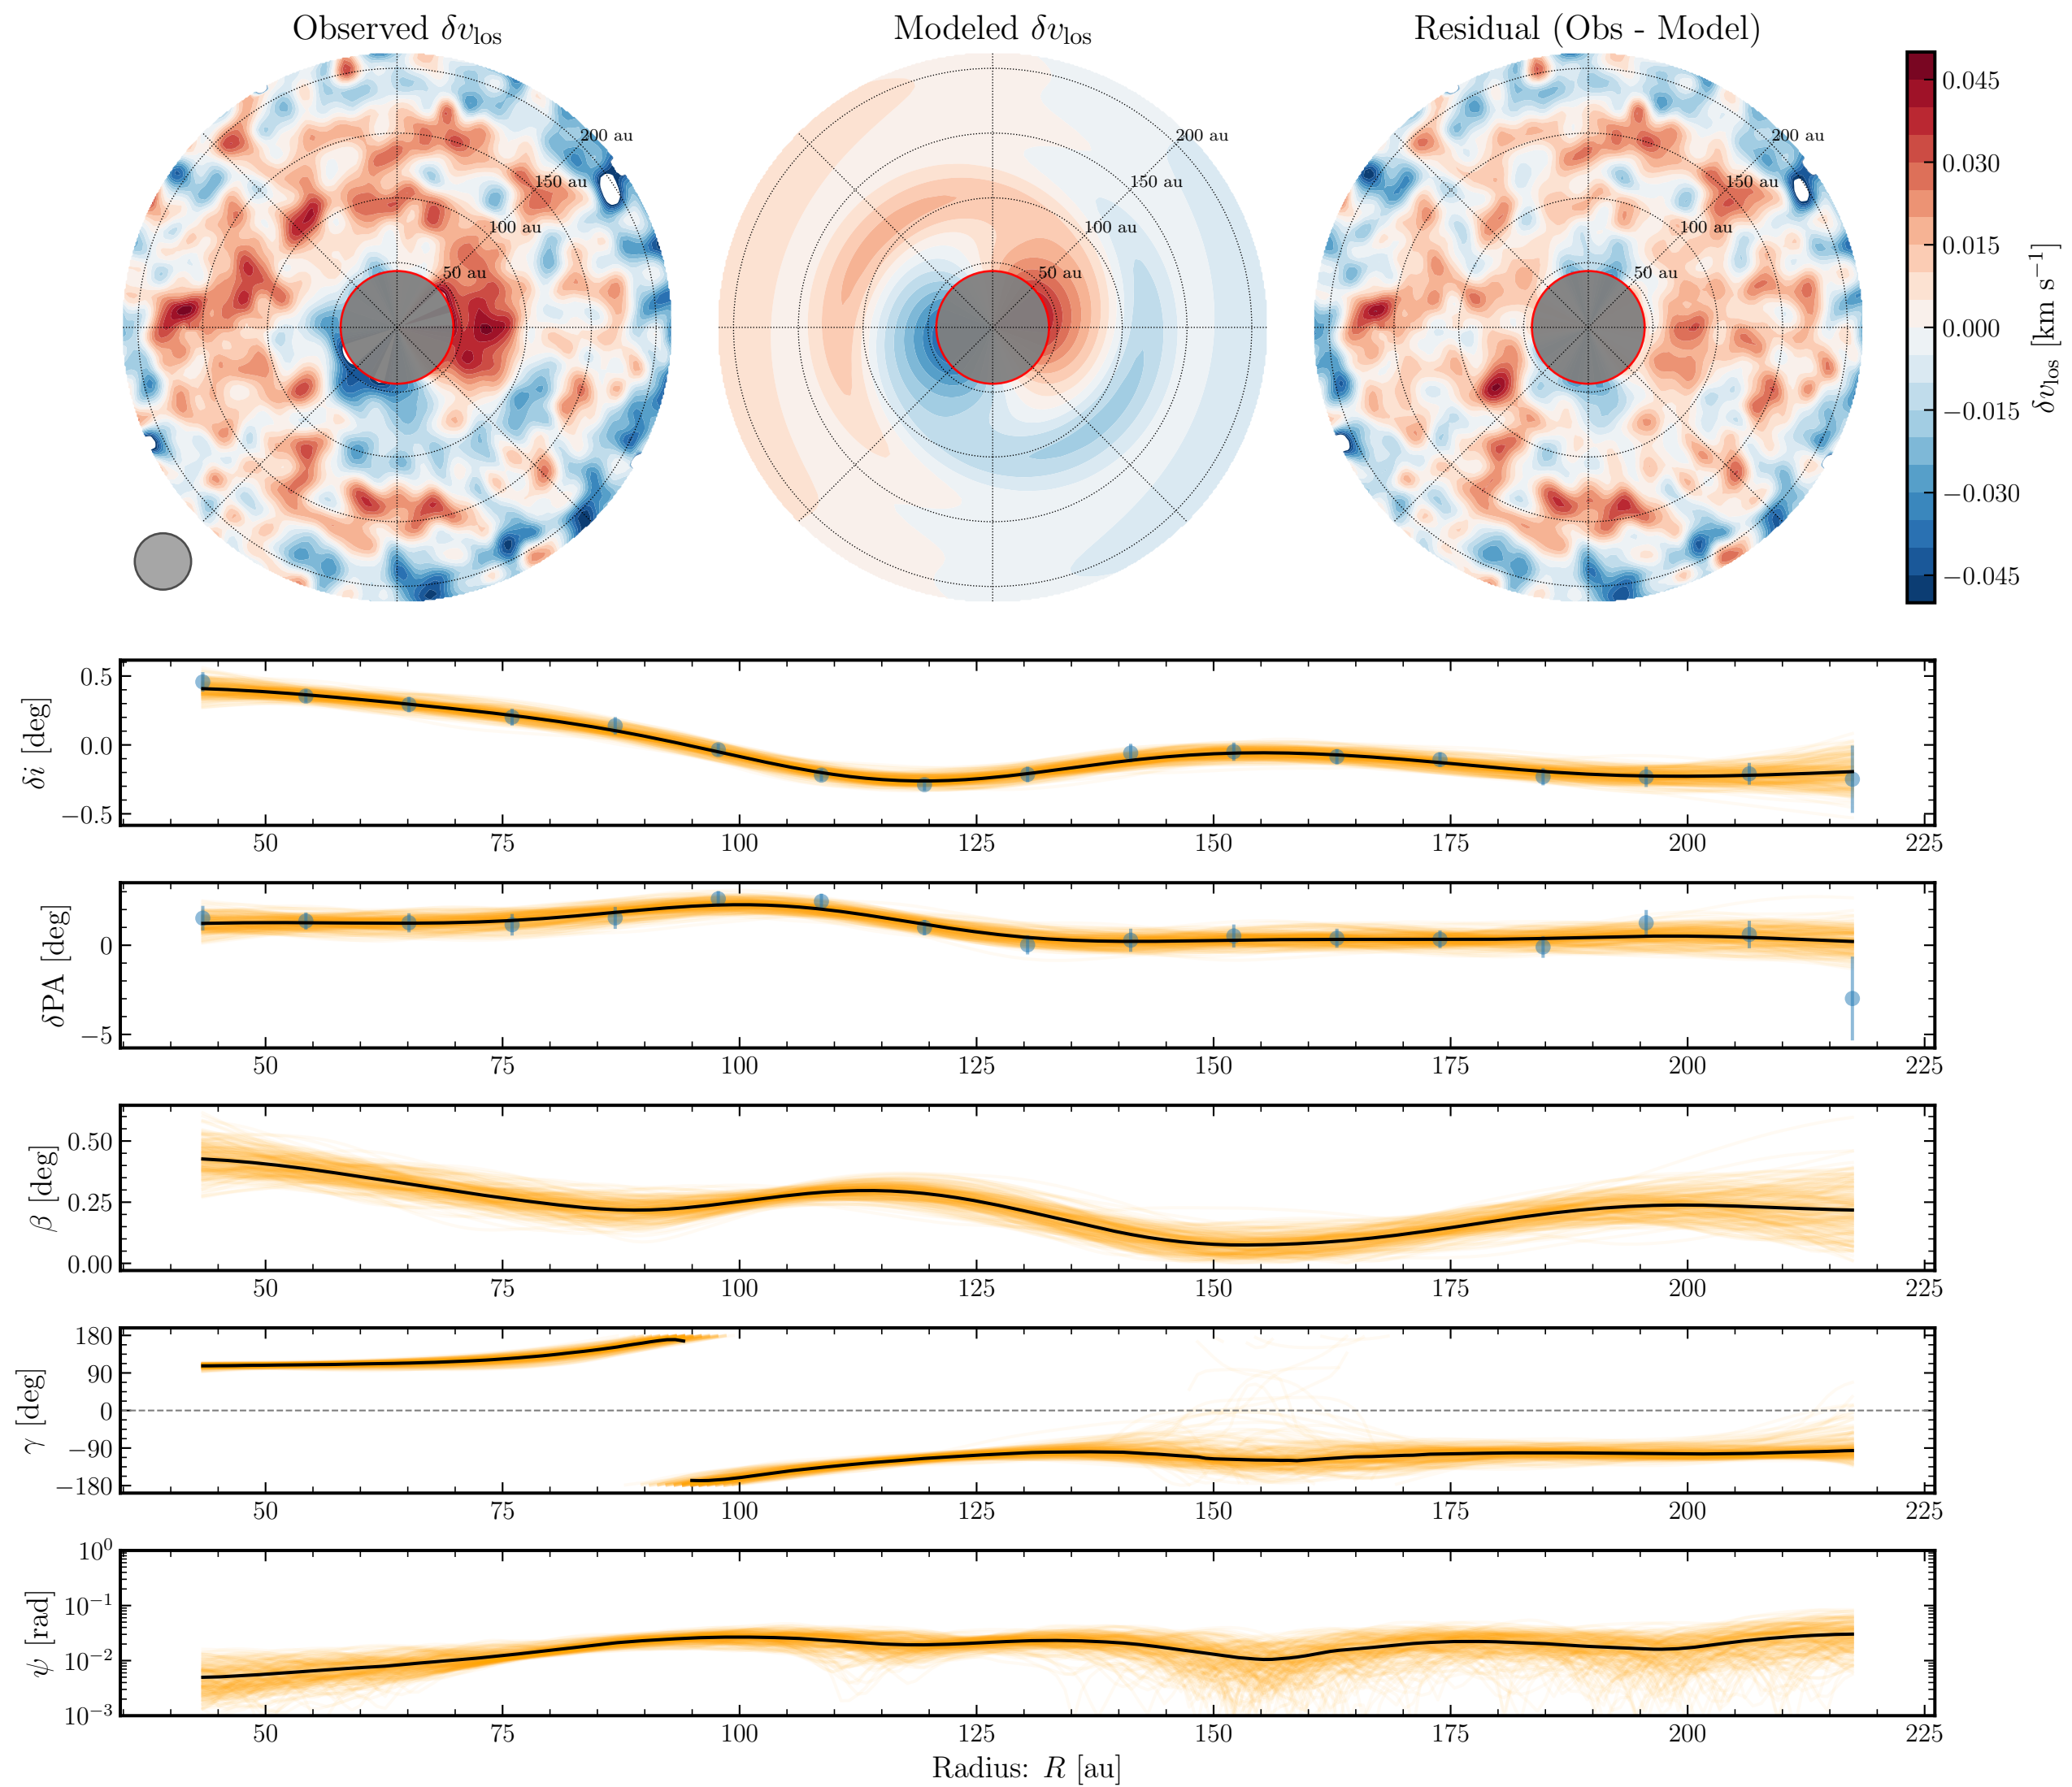 Observed δv_los
Modeled δv_los
Residual (Obs - Model)
200 au
150 au
100 au
50 au
200 au
150 au
100 au
50 au
200 au
150 au
100 au
50 au
0.045
0.030
0.015
0.000
−0.015
−0.030
−0.045
δv_los [km s⁻¹]
δi [deg]
0.5
0.0
−0.5
50 75 100 125 150 175 200 225
δPA [deg]
0
−5
50 75 100 125 150 175 200 225
β [deg]
0.50
0.25
0.00
50 75 100 125 150 175 200 225
γ [deg]
180
90
0
−90
−180
50 75 100 125 150 175 200 225
ψ [rad]
10⁰
10⁻¹
10⁻²
10⁻³
50 75 100 125 150 175 200 225
Radius: R [au]